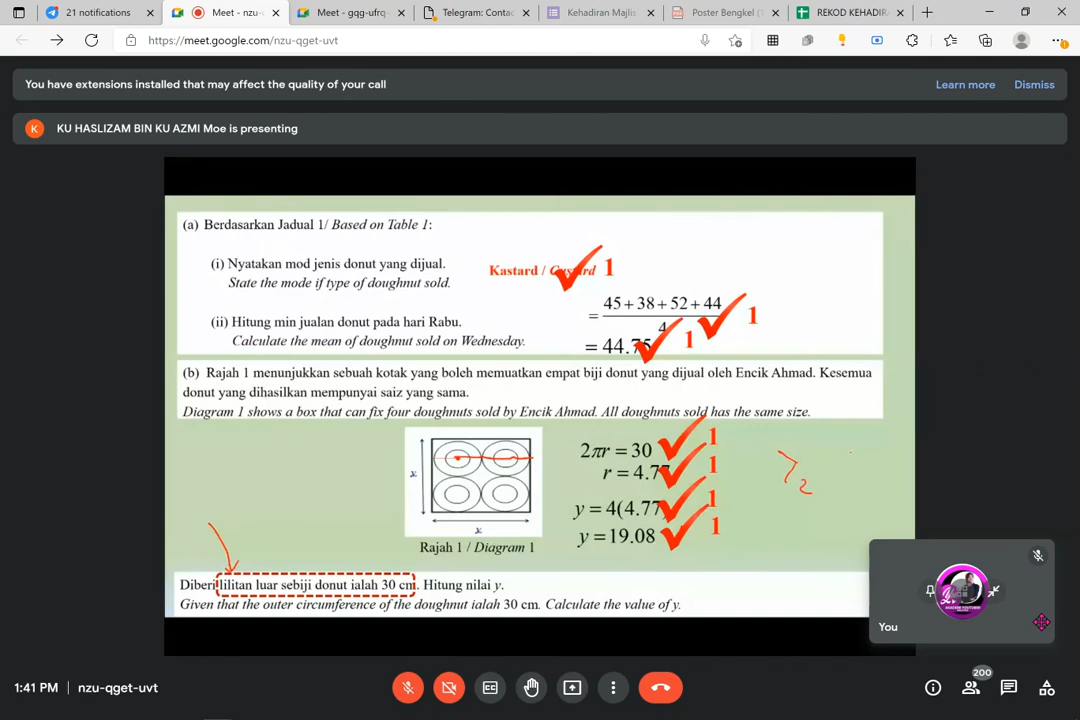 21 notifications
Meet - nzu-
Meet - gqg-ufrq-
Telegram: Contac
Kehadiran Majlis
Poster Bengkel (1
REKOD KEHADIR
https://meet.google.com/nzu-qget-uvt
You have extensions installed that may affect the quality of your call
Learn more
Dismiss
K
KU HASLIZAM BIN KU AZMI Moe is presenting
(a) Berdasarkan Jadual 1/ Based on Table 1:
(i) Nyatakan mod jenis donut yang dijual.
Kastard / Custard
1
State the mode if type of doughnut sold.
= 45 + 38 + 52 + 44 / 4
1
(ii) Hitung min jualan donut pada hari Rabu.
Calculate the mean of doughnut sold on Wednesday.
= 44.75
1
(b) Rajah 1 menunjukkan sebuah kotak yang boleh memuatkan empat biji donut yang dijual oleh Encik Ahmad. Kesemua
donut yang dihasilkan mempunyai saiz yang sama.
Diagram 1 shows a box that can fix four doughnuts sold by Encik Ahmad. All doughnuts sold has the same size.
2πr = 30
1
r = 4.77
1
y = 4(4.77)
1
y = 19.08
1
Rajah 1 / Diagram 1
Diberi lilitan luar sebiji donut ialah 30 cm. Hitung nilai y.
Given that the outer circumference of the doughnut ialah 30 cm. Calculate the value of y.
You
1:41 PM | nzu-qget-uvt
200